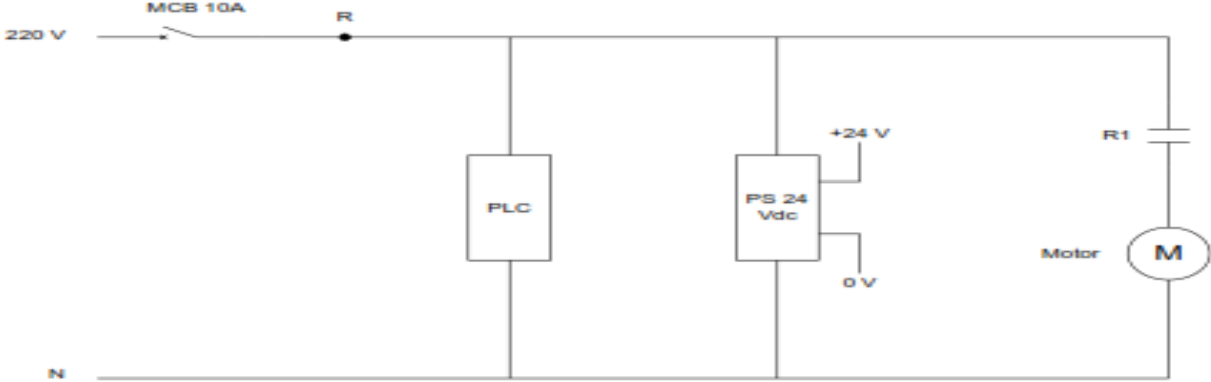 MCB 10A
R
220 V
+24 V
R1
PLC
PS 24
Vdc
Motor
M
0 V
N